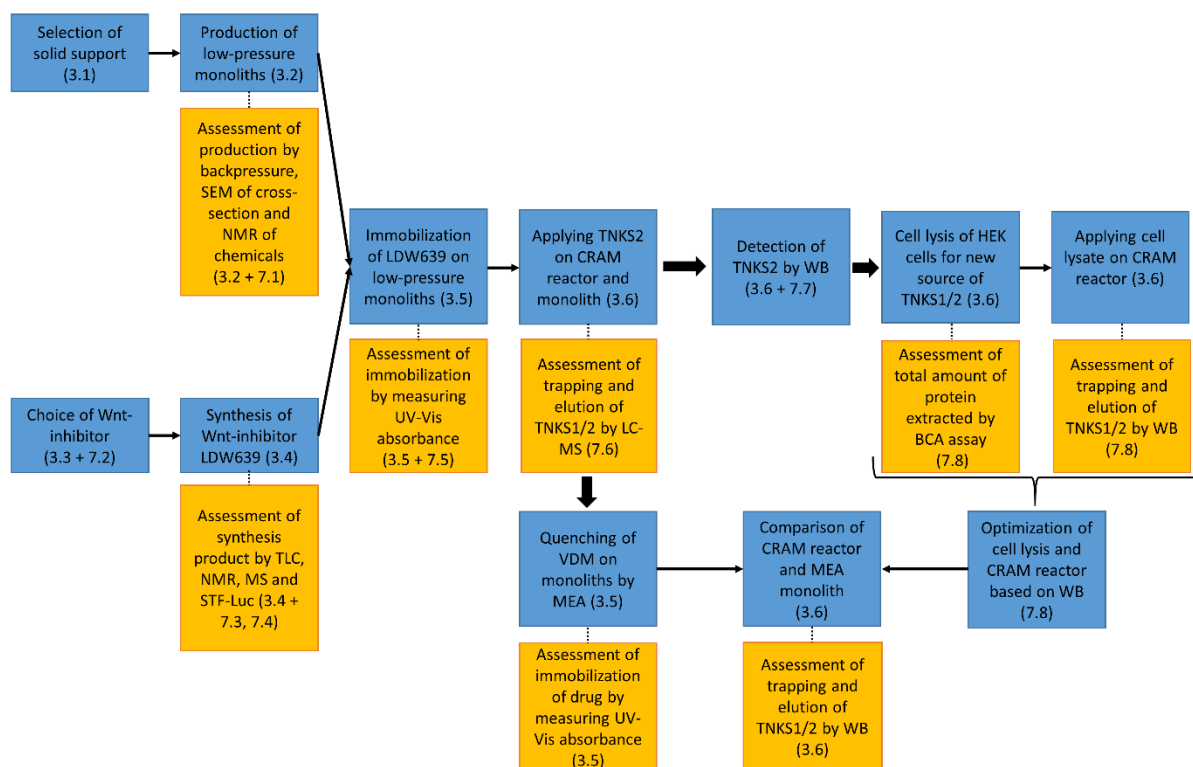 Selection of
solid support
(3.1)
Production of
low-pressure
monoliths (3.2)
Assessment of
production by
backpressure,
SEM of cross-
section and
NMR of
chemicals
(3.2 + 7.1)
Choice of Wnt-
inhibitor
(3.3 + 7.2)
Synthesis of
Wnt-inhibitor
LDW639 (3.4)
Assessment of
synthesis
product by TLC,
NMR, MS and
STF-Luc (3.4 +
7.3, 7.4)
Immobilization
of LDW639 on
low-pressure
monoliths (3.5)
Assessment of
immobilization
by measuring
UV-Vis
absorbance
(3.5 + 7.5)
Applying TNKS2
on CRAM
reactor and
monolith (3.6)
Assessment of
trapping and
elution of
TNKS1/2 by LC-
MS (7.6)
Detection of
TNKS2 by WB
(3.6 + 7.7)
Cell lysis of HEK
cells for new
source of
TNKS1/2 (3.6)
Assessment of
total amount of
protein
extracted by
BCA assay
(7.8)
Applying cell
lysate on CRAM
reactor (3.6)
Assessment of
trapping and
elution of
TNKS1/2 by WB
(7.8)
Quenching of
VDM on
monoliths by
MEA (3.5)
Assessment of
immobilization
of drug by
measuring UV-
Vis absorbance
(3.5)
Comparison of
CRAM reactor
and MEA
monolith
(3.6)
Assessment of
trapping and
elution of
TNKS1/2 by WB
(3.6)
Optimization of
cell lysis and
CRAM reactor
based on WB
(7.8)